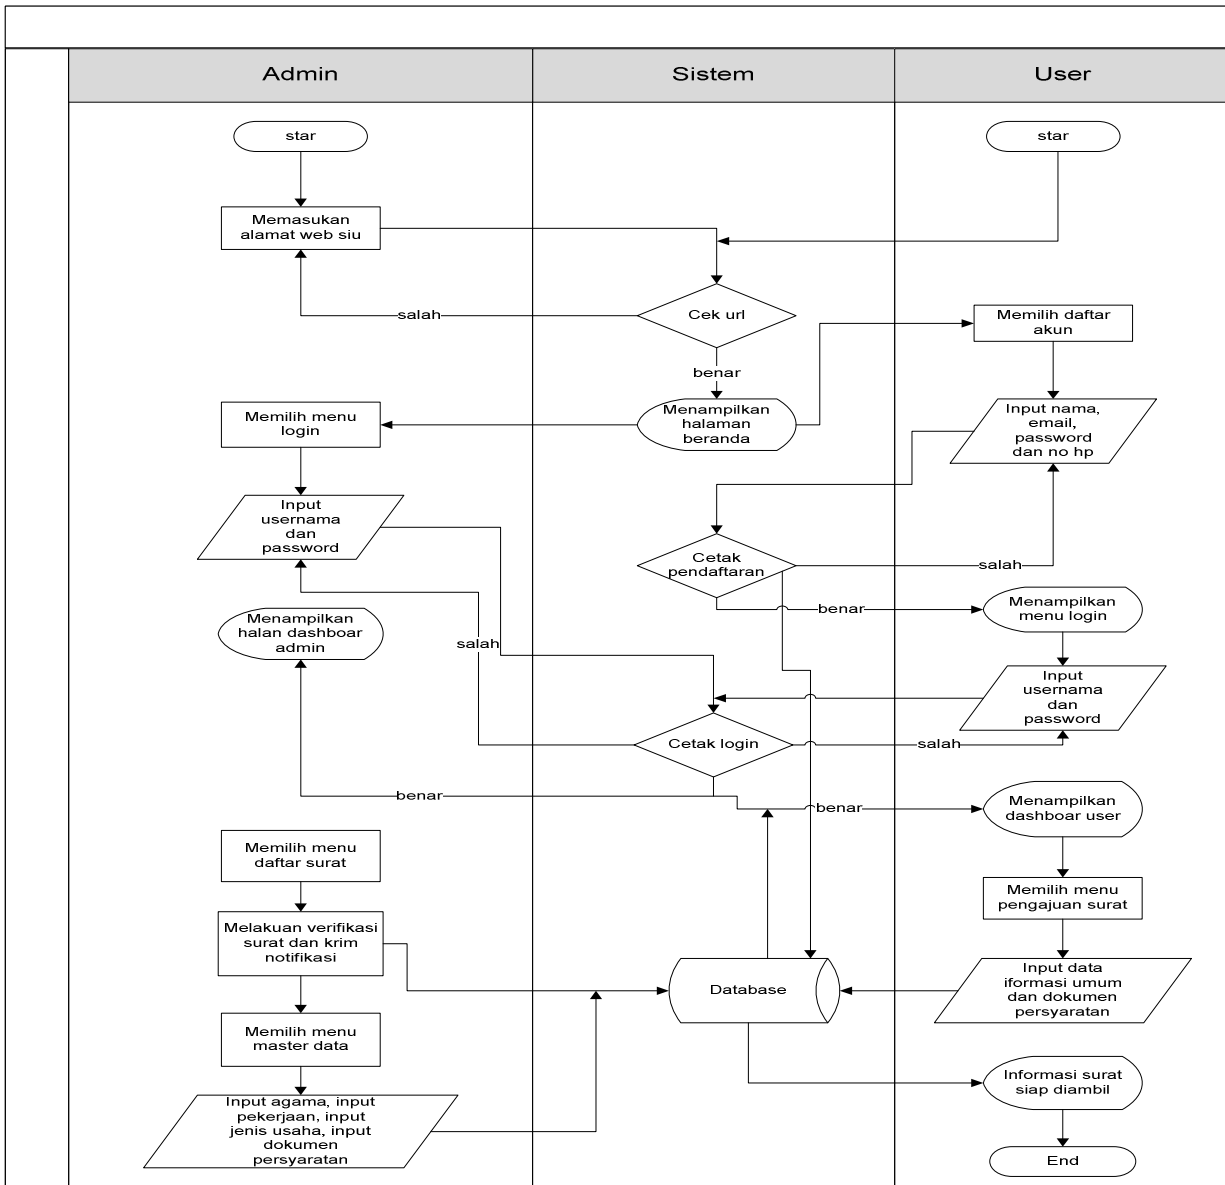 Admin
Sistem
User
star
star
Memasukan
alamat web siu
salah
Cek url
Memilih daftar
akun
benar
Memilih menu
login
Menampilkan
halaman
beranda
Input nama,
email,
password
dan no hp
Input
usernama
dan
password
Cetak
pendaftaran
salah
Menampilkan
halan dashboar
admin
benar
Menampilkan
menu login
salah
Input
usernama
dan
password
Cetak login
salah
benar
benar
Menampilkan
dashboar user
Memilih menu
daftar surat
Memilih menu
pengajuan surat
Melakuan verifikasi
surat dan krim
notifikasi
Database
Input data
iformasi umum
dan dokumen
persyaratan
Memilih menu
master data
Informasi surat
siap diambil
Input agama, input
pekerjaan, input
jenis usaha, input
dokumen
persyaratan
End